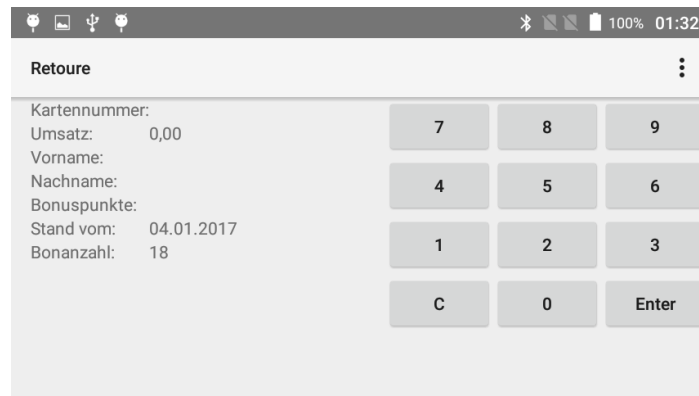 100% 01:32
Retoure
Kartennummer:
Umsatz: 0,00
Vorname:
Nachname:
Bonuspunkte:
Stand vom: 04.01.2017
Bonanzahl: 18
7 8 9
4 5 6
1 2 3
C 0 Enter